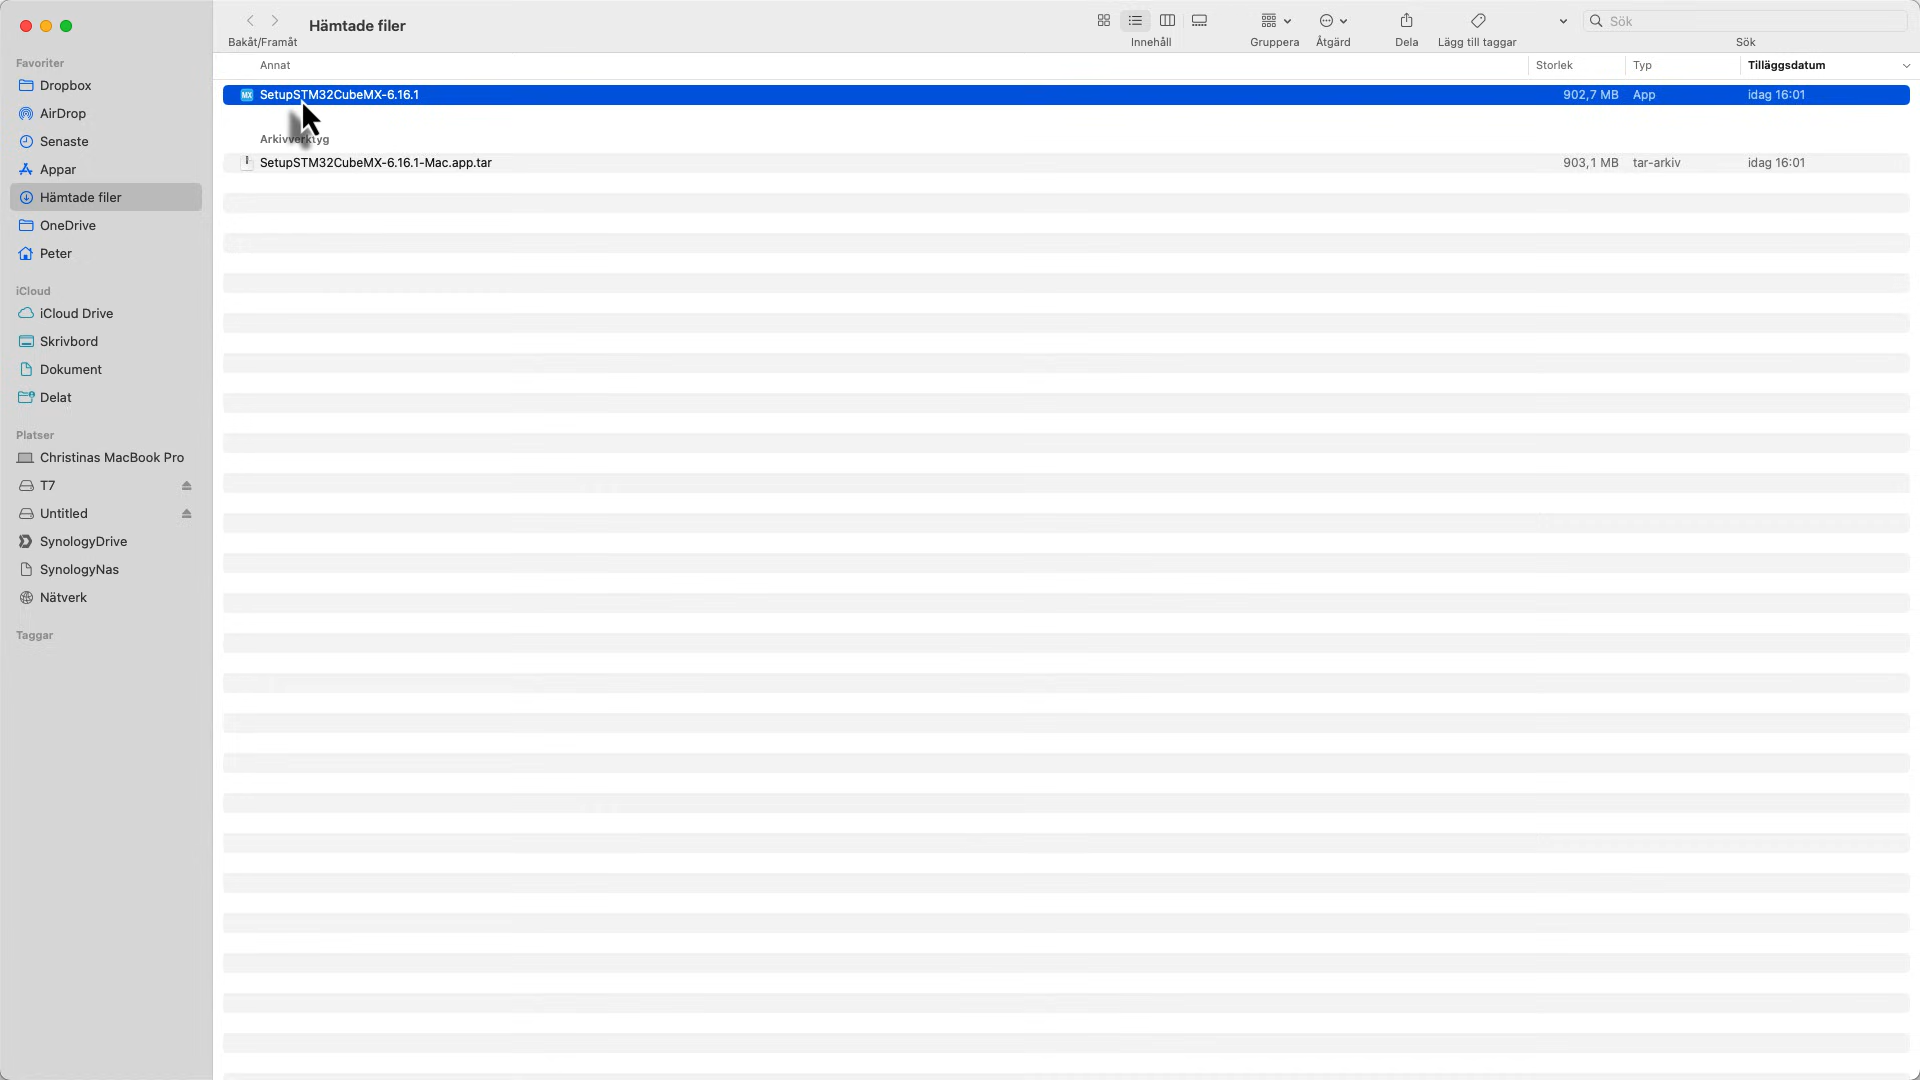 Hämtade filer
Bakåt/Framåt
Innehåll
Gruppera
Åtgärd
Dela
Lägg till taggar
Sök
Sök
Favoriter
Dropbox
AirDrop
Senaste
Appar
Hämtade filer
OneDrive
Peter
iCloud
iCloud Drive
Skrivbord
Dokument
Delat
Platser
Christinas MacBook Pro
T7
Untitled
SynologyDrive
SynologyNas
Nätverk
Taggar
Annat Storlek Typ Tilläggsdatum
MX SetupSTM32CubeMX-6.16.1 902,7 MB App idag 16:01
Arkivverktyg
SetupSTM32CubeMX-6.16.1-Mac.app.tar 903,1 MB tar-arkiv idag 16:01